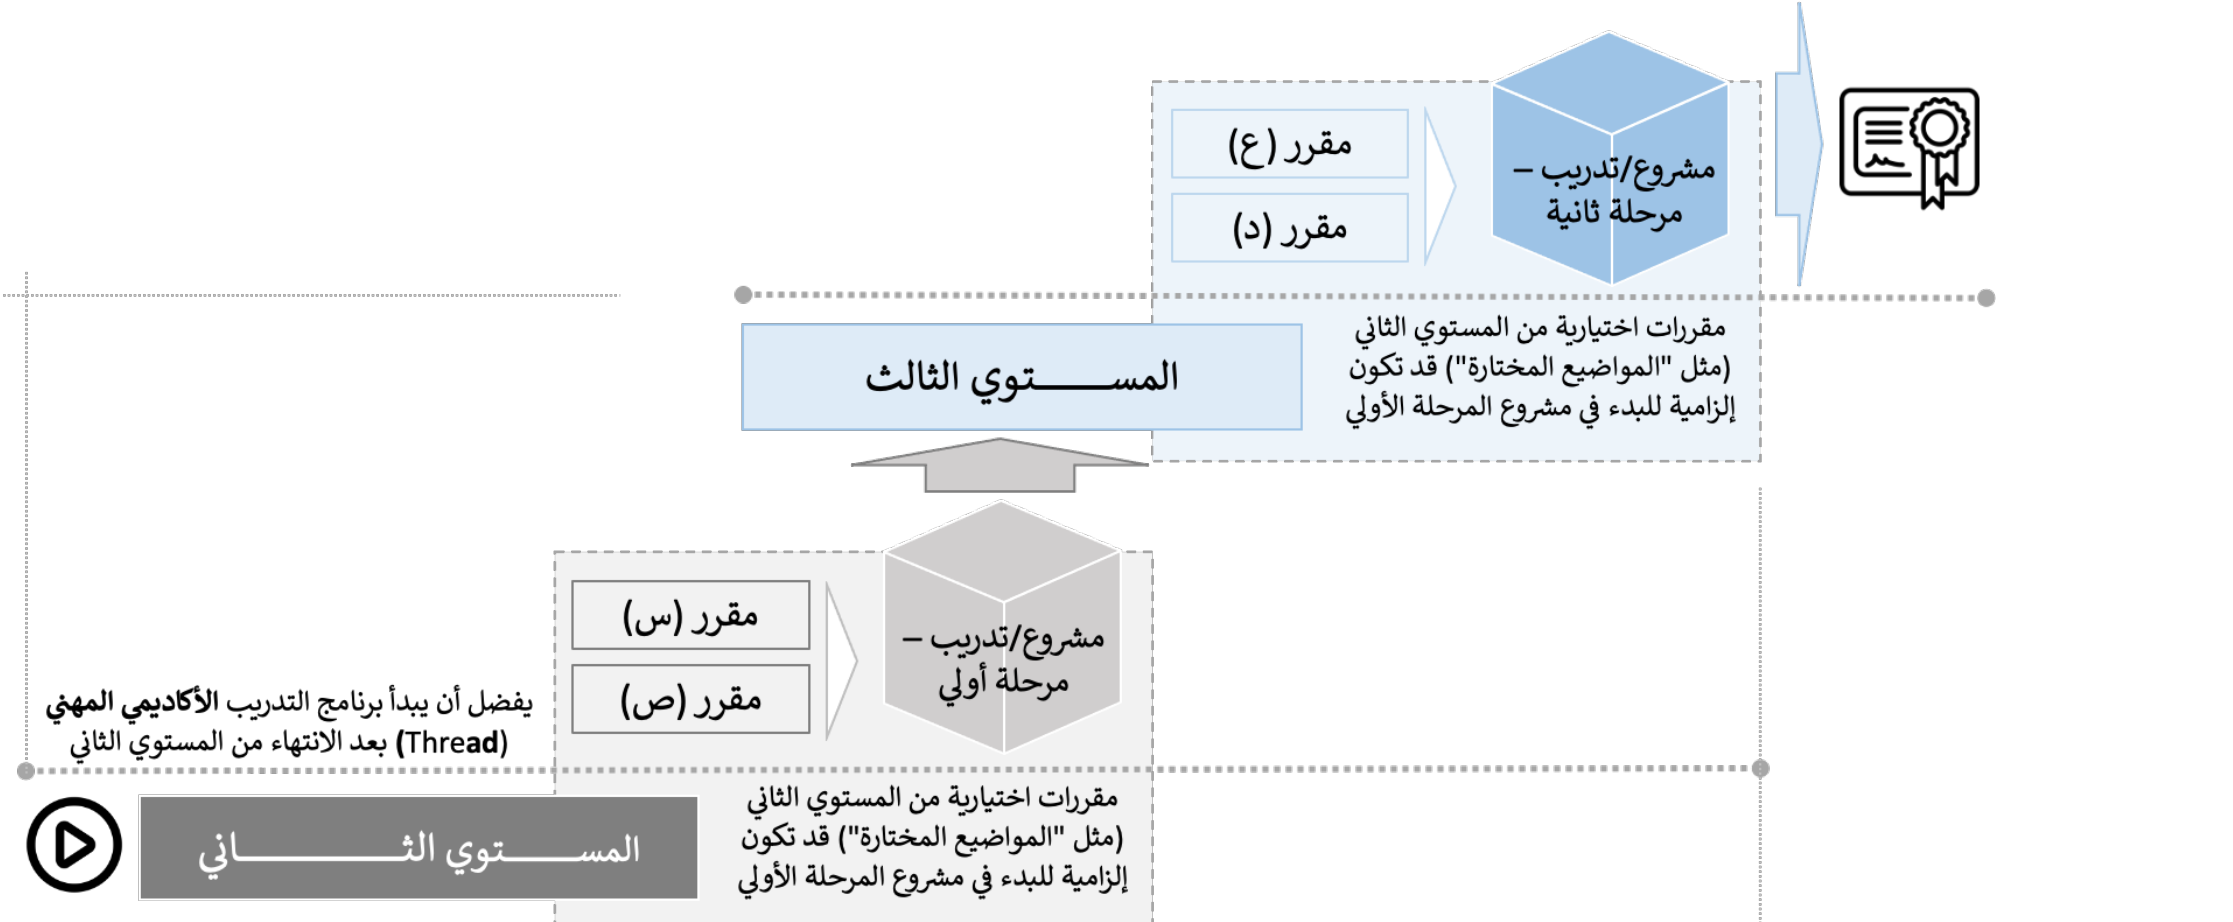 مقرر (ع)
مقرر (د)
مشروع/تدريب –
مرحلة ثانية
مقررات اختيارية من المستوي الثاني
(مثل "المواضيع المختارة") قد تكون
إلزامية للبدء في مشروع المرحلة الأولي
المســـــــــتوي الثالث
مقرر (س)
مقرر (ص)
مشروع/تدريب –
مرحلة أولي
يفضل أن يبدأ برنامج التدريب الأكاديمي المهني
(Thread) بعد الانتهاء من المستوي الثاني
المســـــــــتوي الثـــــــــــــــــاني
مقررات اختيارية من المستوي الثاني
(مثل "المواضيع المختارة") قد تكون
إلزامية للبدء في مشروع المرحلة الأولي